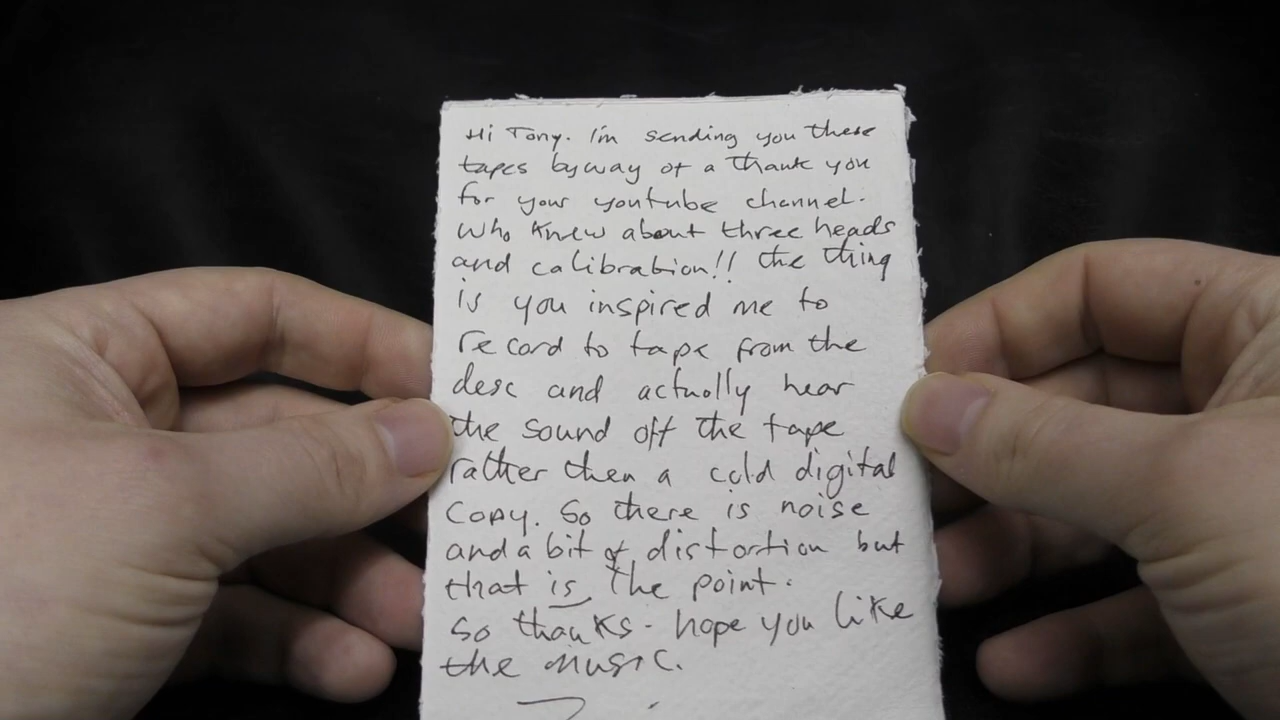 Hi Tony. I'm sending you these
tapes byway of a thank you
for your youtube channel.
Who knew about three heads
and calibration!! the thing
is you inspired me to
record to tape from the
desc and actually hear
the sound off the tape
rather then a cold digital
copy. So there is noise
and a bit of distortion but
that is the point.
So thanks - hope you like
the music.